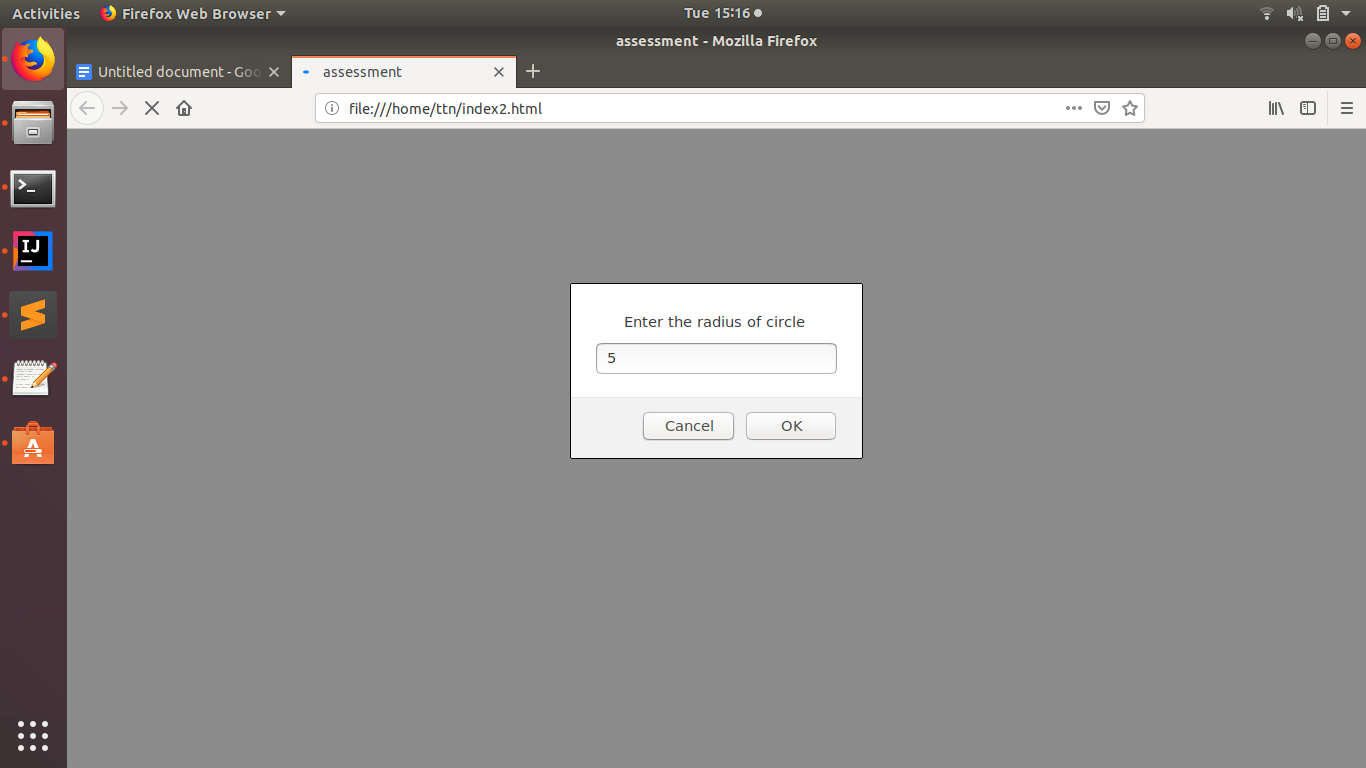 Activities Firefox Web Browser Tue 15:16
assessment - Mozilla Firefox
Untitled document - Goo assessment
file:///home/ttn/index2.html
IJ
Enter the radius of circle
5
Cancel OK